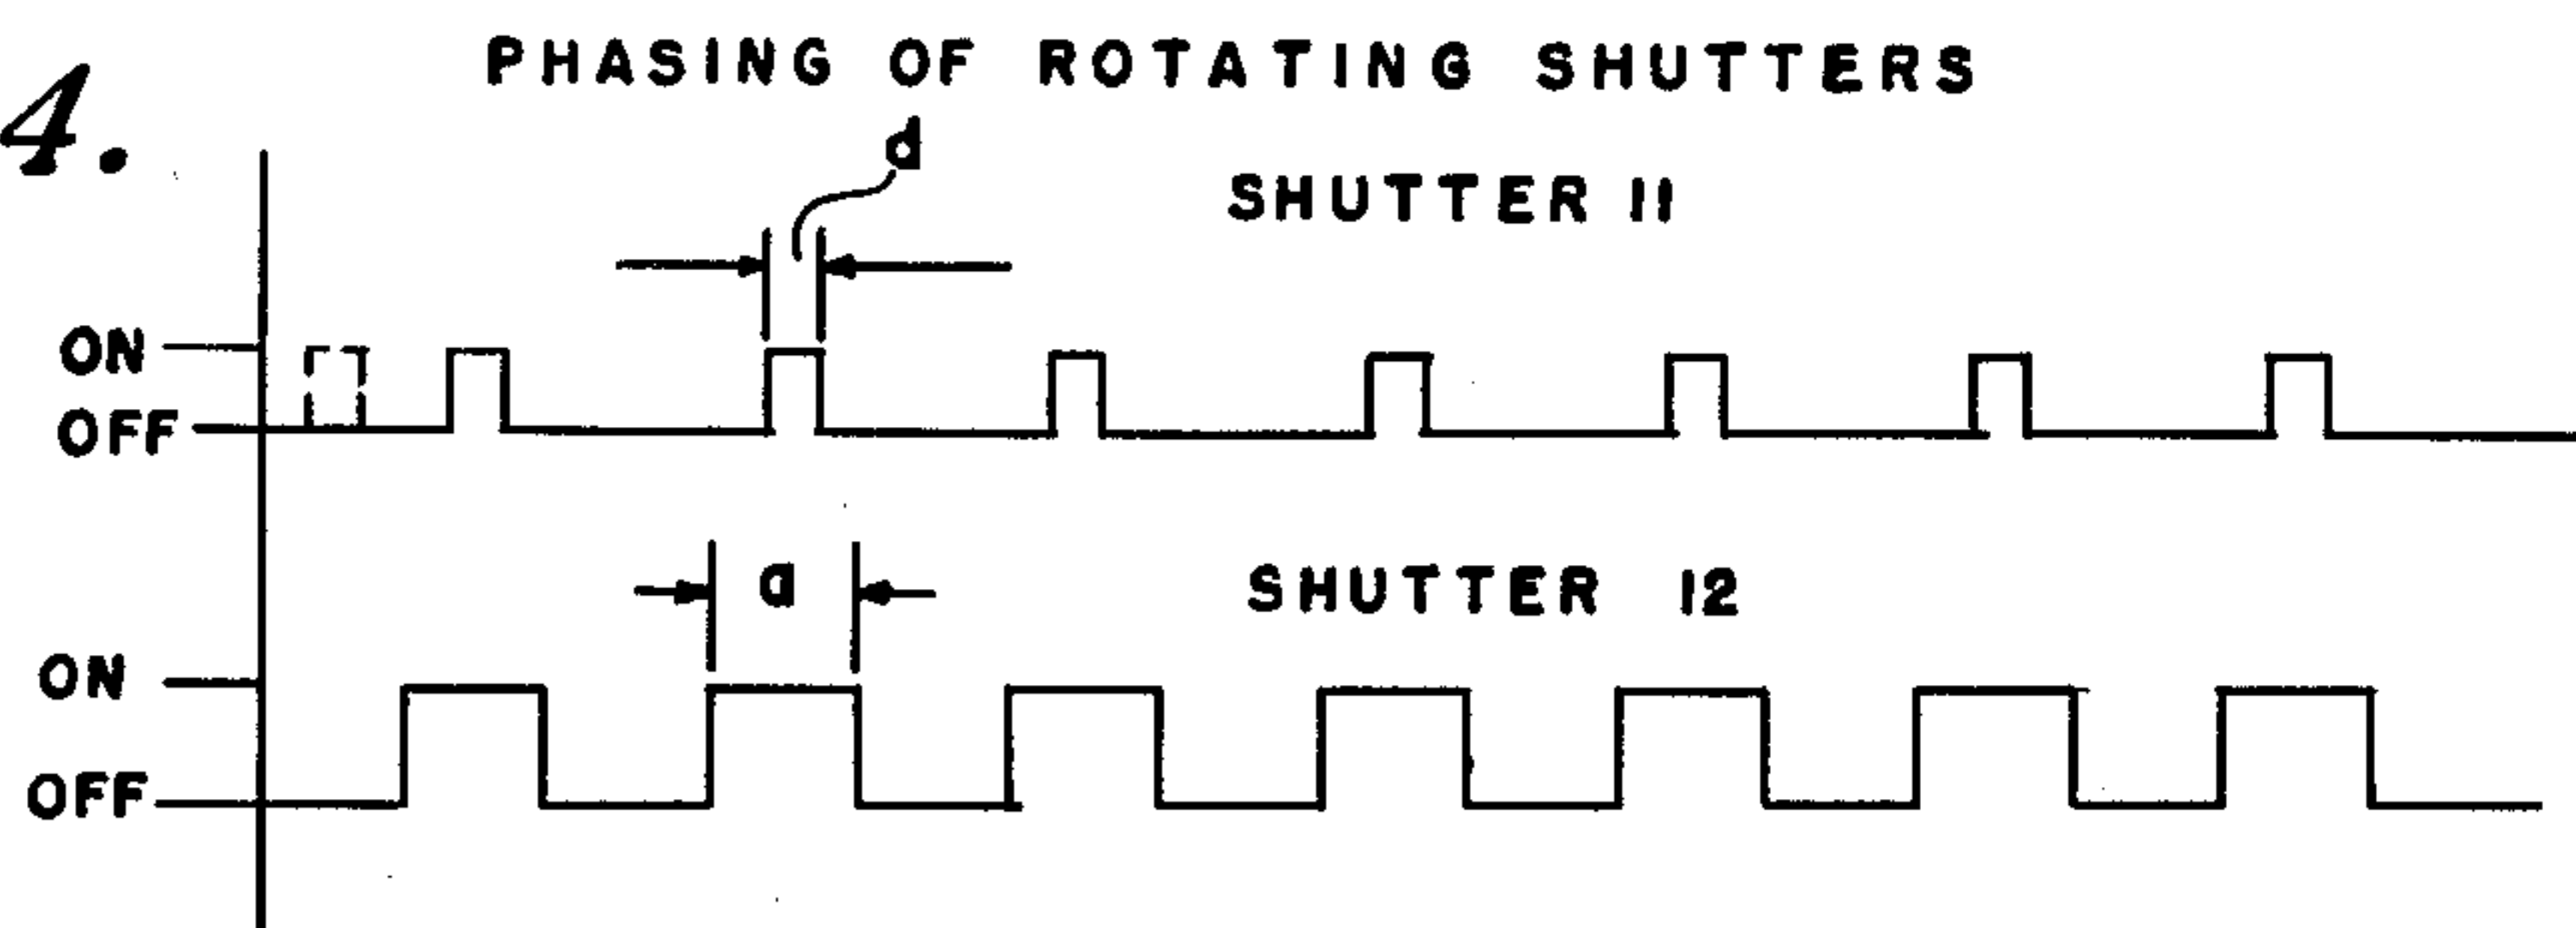 4.
PHASING OF ROTATING SHUTTERS
d
SHUTTER 11
ON
OFF
a
SHUTTER 12
ON
OFF